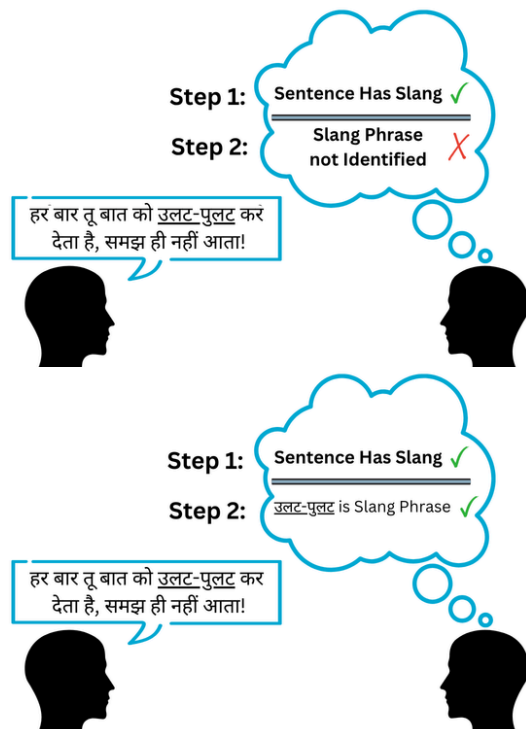 Step 1: Sentence Has Slang ✓
Step 2: Slang Phrase
not Identified X
हर बार तू बात को उलट-पुलट कर
देता है, समझ ही नहीं आता!
Step 1: Sentence Has Slang ✓
Step 2: उलट-पुलट is Slang Phrase ✓
हर बार तू बात को उलट-पुलट कर
देता है, समझ ही नहीं आता!